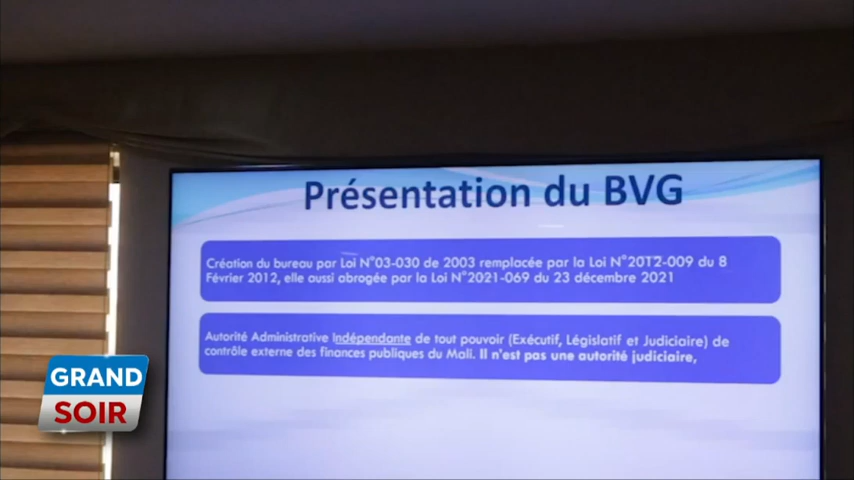 Présentation du BVG
Création du bureau par Loi N°03-030 de 2003 remplacée par la Loi N°2012-009 du 8
Février 2012, elle aussi abrogée par la Loi N°2021-069 du 23 décembre 2021
Autorité Administrative Indépendante de tout pouvoir (Exécutif, Législatif et Judiciaire) de
contrôle externe des finances publiques du Mali. Il n'est pas une autorité judiciaire,
GRAND
SOIR